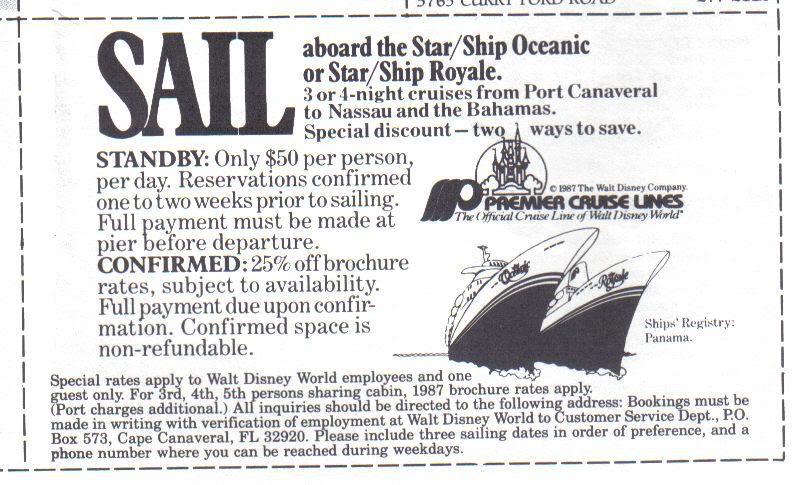 5765 CURRY FORD ROAD
SAIL
aboard the Star/Ship Oceanic
or Star/Ship Royale.
3 or 4-night cruises from Port Canaveral
to Nassau and the Bahamas.
Special discount — two ways to save.
STANDBY: Only $50 per person,
per day. Reservations confirmed
one to two weeks prior to sailing.
Full payment must be made at
pier before departure.
CONFIRMED: 25% off brochure
rates, subject to availability.
Full payment due upon confir-
mation. Confirmed space is
non-refundable.
© 1987 The Walt Disney Company.
PREMIER CRUISE LINES
The Official Cruise Line of Walt Disney World*
Oceanic
Royale
Ships' Registry:
Panama.
Special rates apply to Walt Disney World employees and one
guest only. For 3rd, 4th, 5th persons sharing cabin, 1987 brochure rates apply.
(Port charges additional.) All inquiries should be directed to the following address: Bookings must be
made in writing with verification of employment at Walt Disney World to Customer Service Dept., P.O.
Box 573, Cape Canaveral, FL 32920. Please include three sailing dates in order of preference, and a
phone number where you can be reached during weekdays.